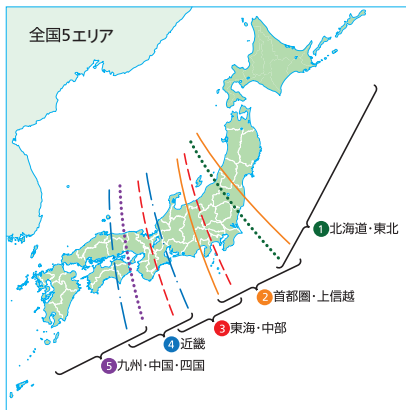 全国5エリア
1北海道・東北
2首都圏・上信越
3東海・中部
4近畿
5九州・中国・四国